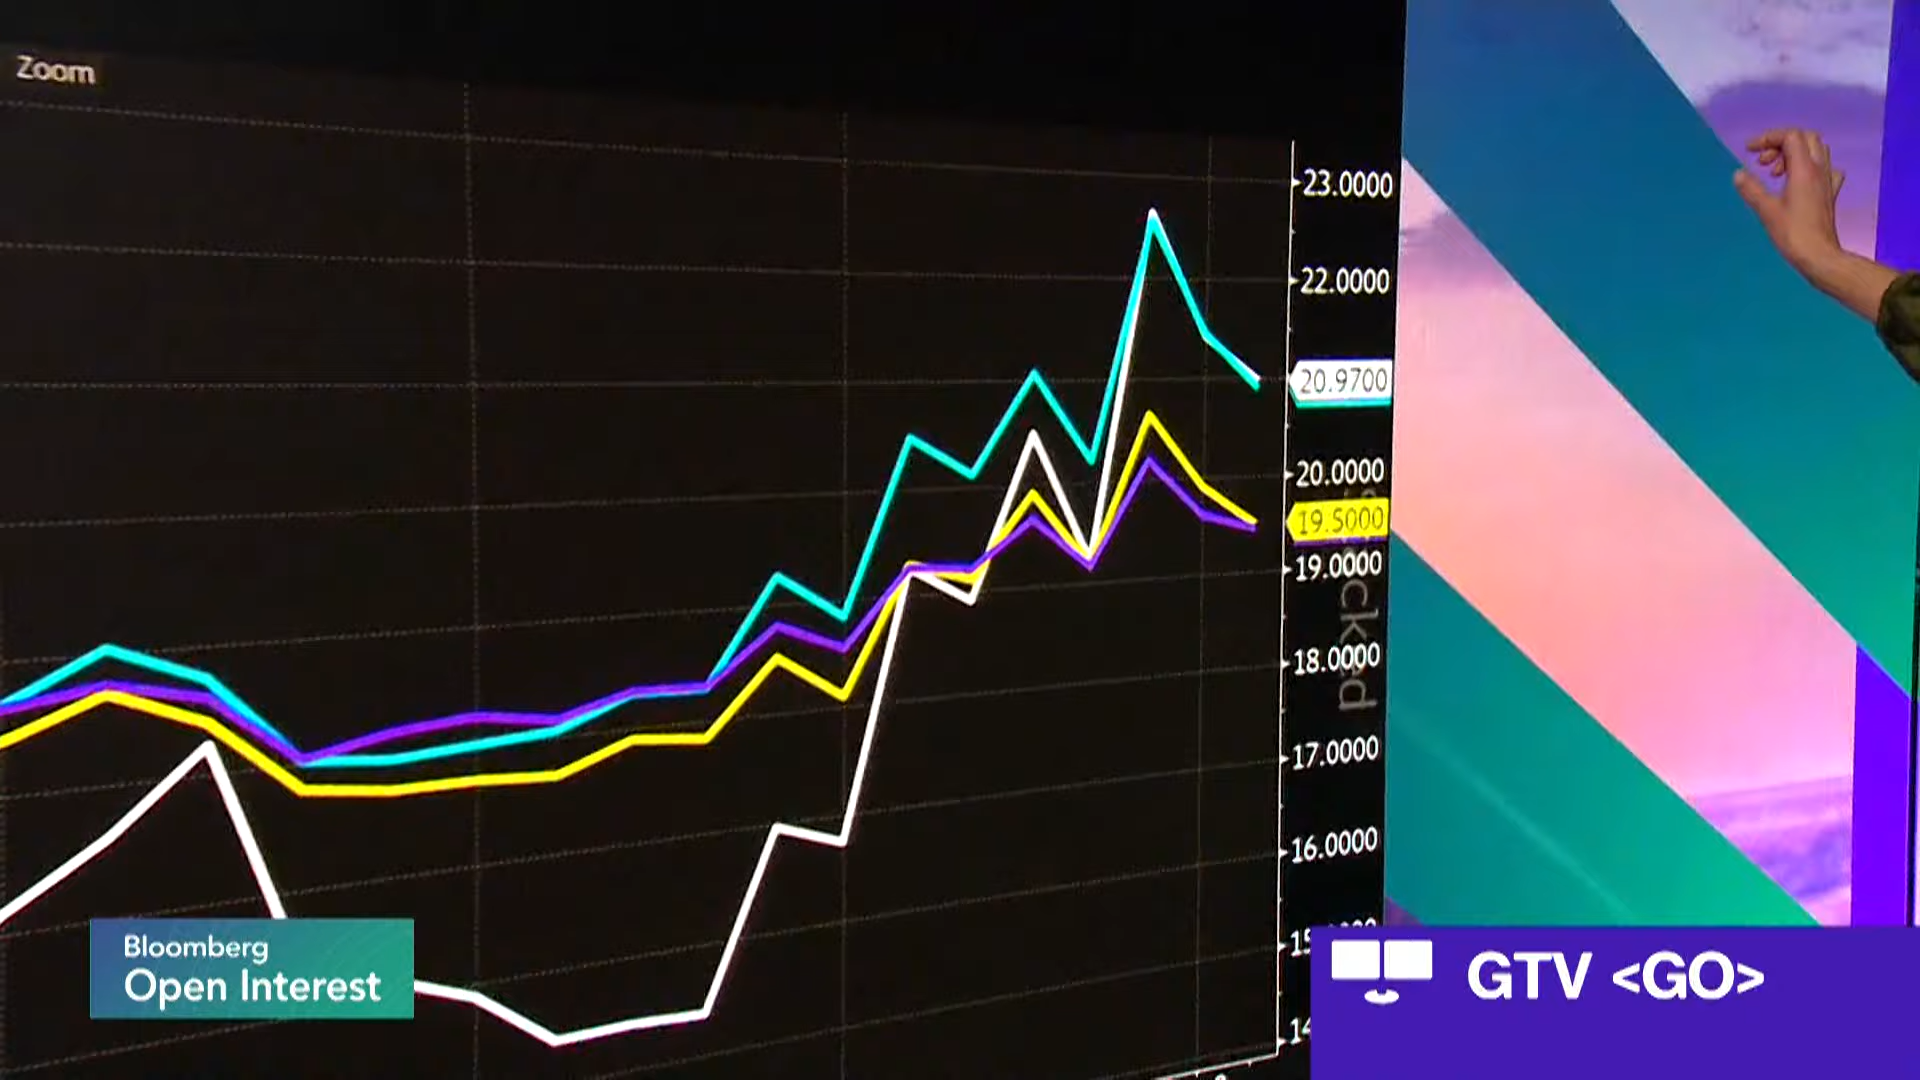 Zoom
23.0000
22.0000
20.9700
20.0000
19.5000
19.0000
18.0000
17.0000
16.0000
Bloomberg
Open Interest
GTV <GO>